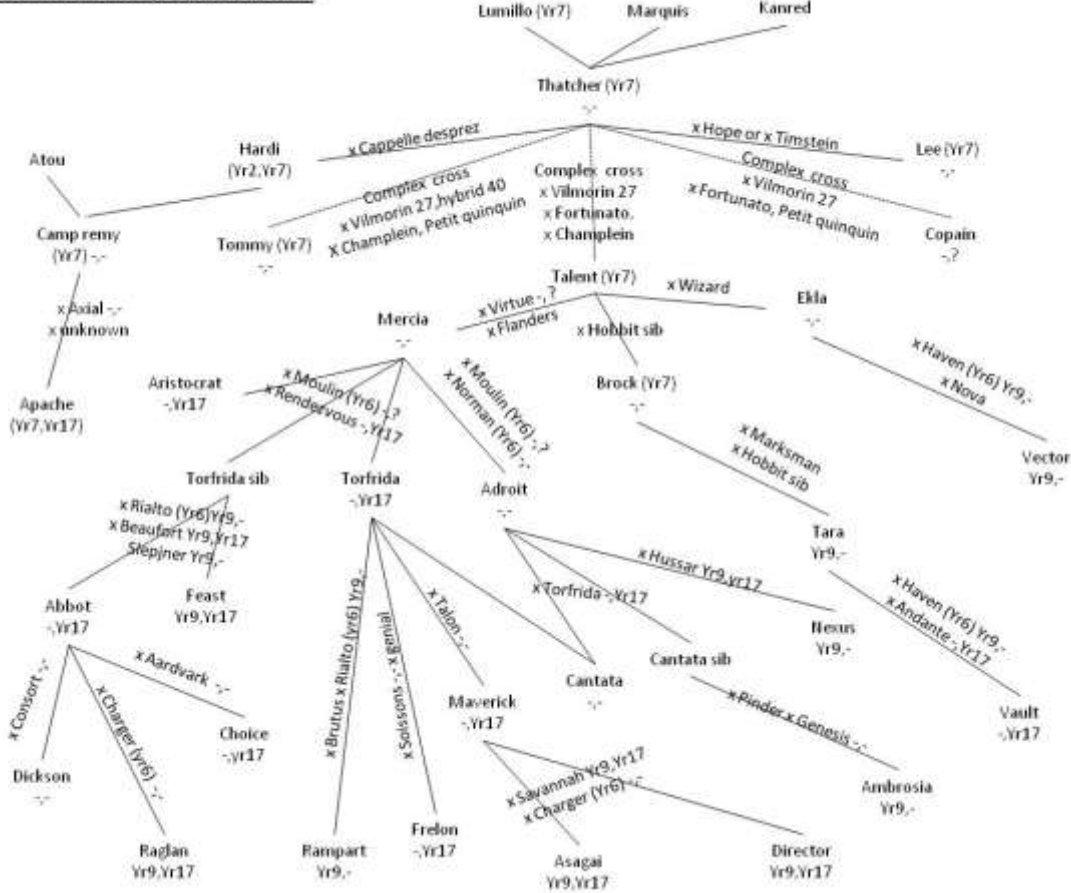 Lumillo (Yr7)
Marquis
Kanred
Thatcher (Yr7)
-,-
x Cappelle desprez
x Hope or x Timstein
Hardi
(Yr2,Yr7)
Atou
Lee (Yr7)
-,-
Complex cross
x Vilmorin 27,hybrid 40
x Champlein, Petit quinquin
Complex cross
x Vilmorin 27
x Fortunato,
x Champlein
Complex cross
x Vilmorin 27
x Fortunato, Petit quinquin
Camp remy
(Yr7) -,-
Tommy (Yr7)
-,-
Copain
-,?
Talent (Yr7)
x Axial -,-
x unknown
Mercia
-,-
x Virtue -,?
x Flanders
x Hobbit sib
x Wizard
Ekla
-,-
Apache
(Yr7,Yr17)
Aristocrat
-,Yr17
x Moulin (Yr6) -,?
x Rendezvous -,Yr17
x Moulin (Yr6) -,?
x Norman (Yr6) -,-
Brock (Yr7)
-,-
x Haven (Yr6) Yr9,-
x Nova
x Marksman
x Hobbit sib
Vector
Yr9,-
Torfrida sib
Torfrida
-,Yr17
Adroit
-,-
x Rialto (Yr6)Yr9,-
x Beaufort Yr9,Yr17
Slepjner Yr9,-
Tara
Yr9,-
Abbot
-,Yr17
Feast
Yr9,Yr17
x Brutus x Rialto (yr6) Yr9,-
x Soissons -,- x genial
x Talon -,-
x Torfrida -,Yr17
x Hussar Yr9,yr17
x Haven (Yr6) Yr9,-
x Andante -,Yr17
Nexus
Yr9,-
x Consort -,-
x Charger (yr6) -,-
x Aardvark -,-
Choice
-,yr17
Maverick
-,Yr17
Cantata
-,-
Cantata sib
x Pinder x Genesis -,-
Vault
-,Yr17
Dickson
-,-
x Savannah Yr9,Yr17
x Charger (Yr6) -,-
Ambrosia
Yr9,-
Raglan
Yr9,Yr17
Rampart
Yr9,-
Frelon
-,Yr17
Asagai
Yr9,Yr17
Director
Yr9,Yr17